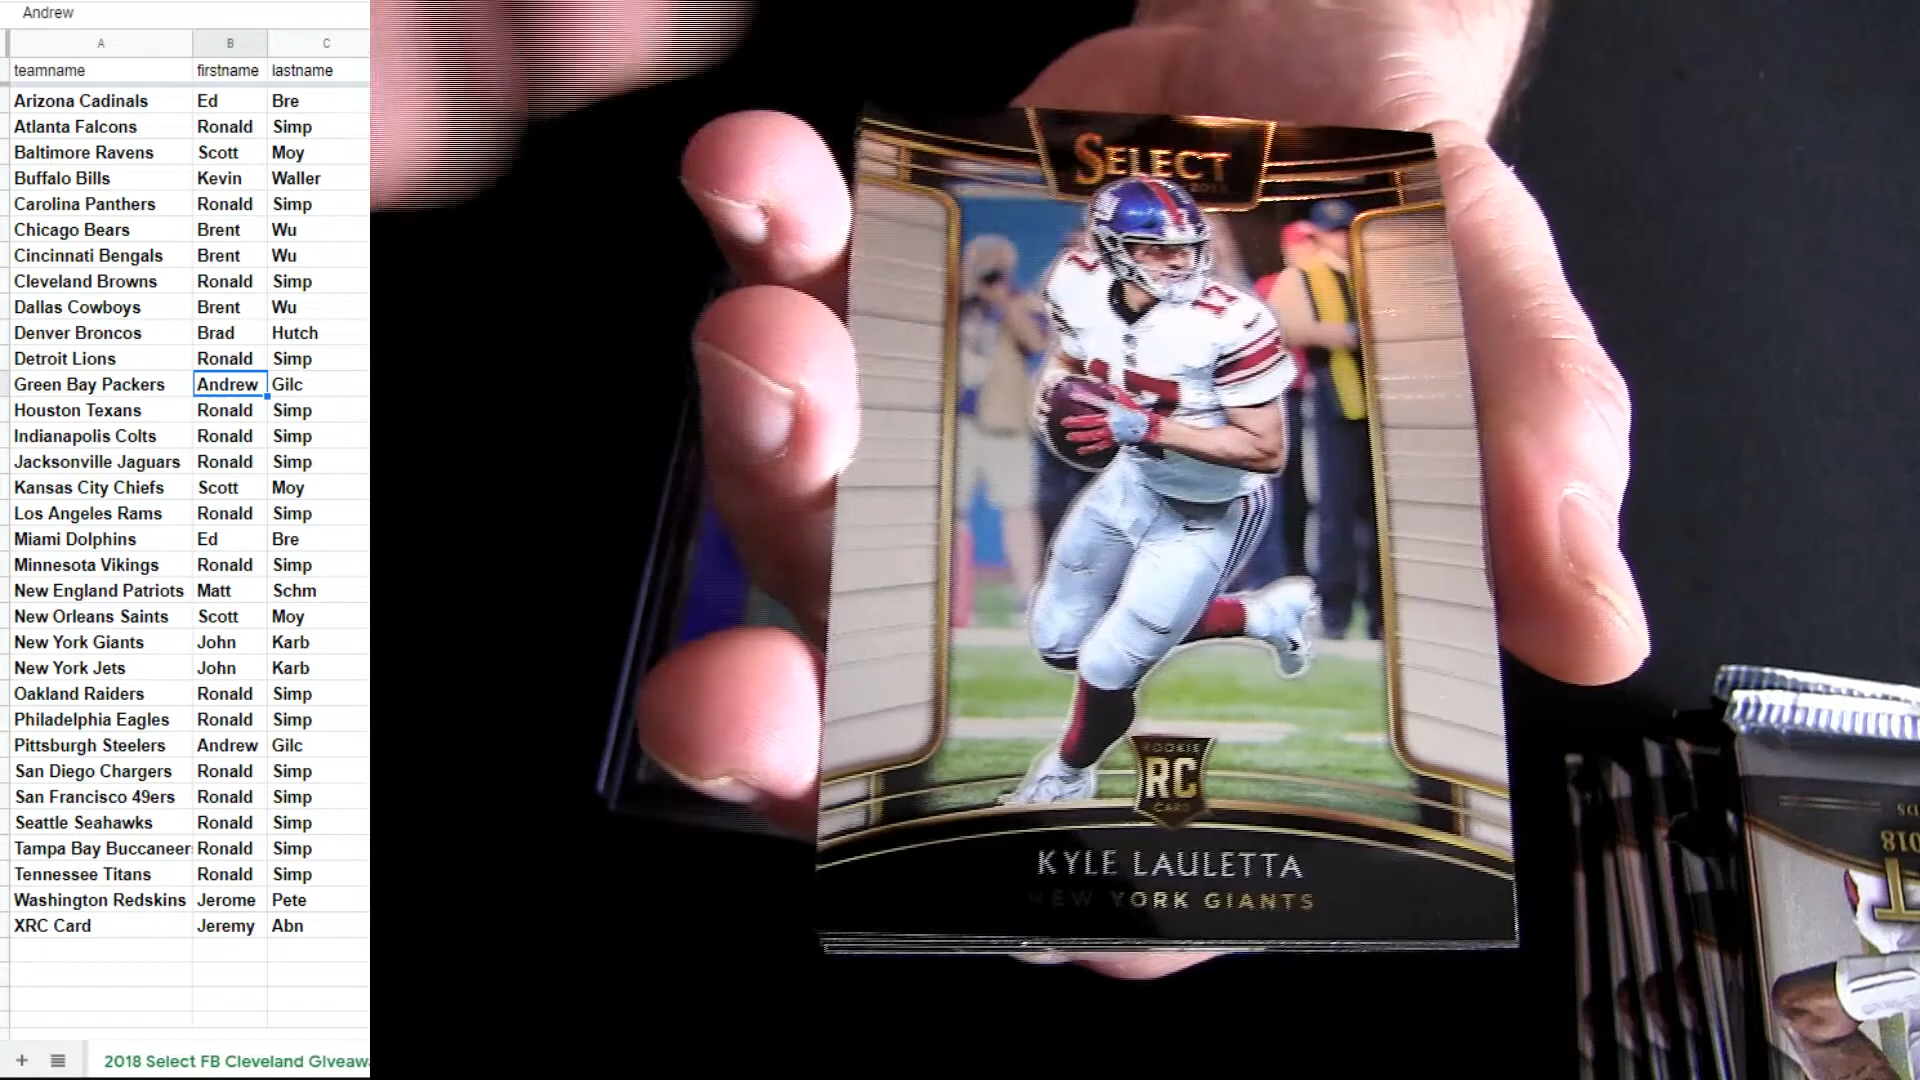 Andrew
A B C
teamname firstname lastname
Arizona Cadinals Ed Bre
Atlanta Falcons Ronald Simp
Baltimore Ravens Scott Moy
Buffalo Bills Kevin Waller
Carolina Panthers Ronald Simp
Chicago Bears Brent Wu
Cincinnati Bengals Brent Wu
Cleveland Browns Ronald Simp
Dallas Cowboys Brent Wu
Denver Broncos Brad Hutch
Detroit Lions Ronald Simp
Green Bay Packers Andrew Gilc
Houston Texans Ronald Simp
Indianapolis Colts Ronald Simp
Jacksonville Jaguars Ronald Simp
Kansas City Chiefs Scott Moy
Los Angeles Rams Ronald Simp
Miami Dolphins Ed Bre
Minnesota Vikings Ronald Simp
New England Patriots Matt Schm
New Orleans Saints Scott Moy
New York Giants John Karb
New York Jets John Karb
Oakland Raiders Ronald Simp
Philadelphia Eagles Ronald Simp
Pittsburgh Steelers Andrew Gilc
San Diego Chargers Ronald Simp
San Francisco 49ers Ronald Simp
Seattle Seahawks Ronald Simp
Tampa Bay Buccaneer Ronald Simp
Tennessee Titans Ronald Simp
Washington Redskins Jerome Pete
XRC Card Jeremy Abn
2018 Select FB Cleveland GIveaw
SELECT
2018
17
17
ROOKIE
RC
CARD
KYLE LAULETTA
NEW YORK GIANTS
2018